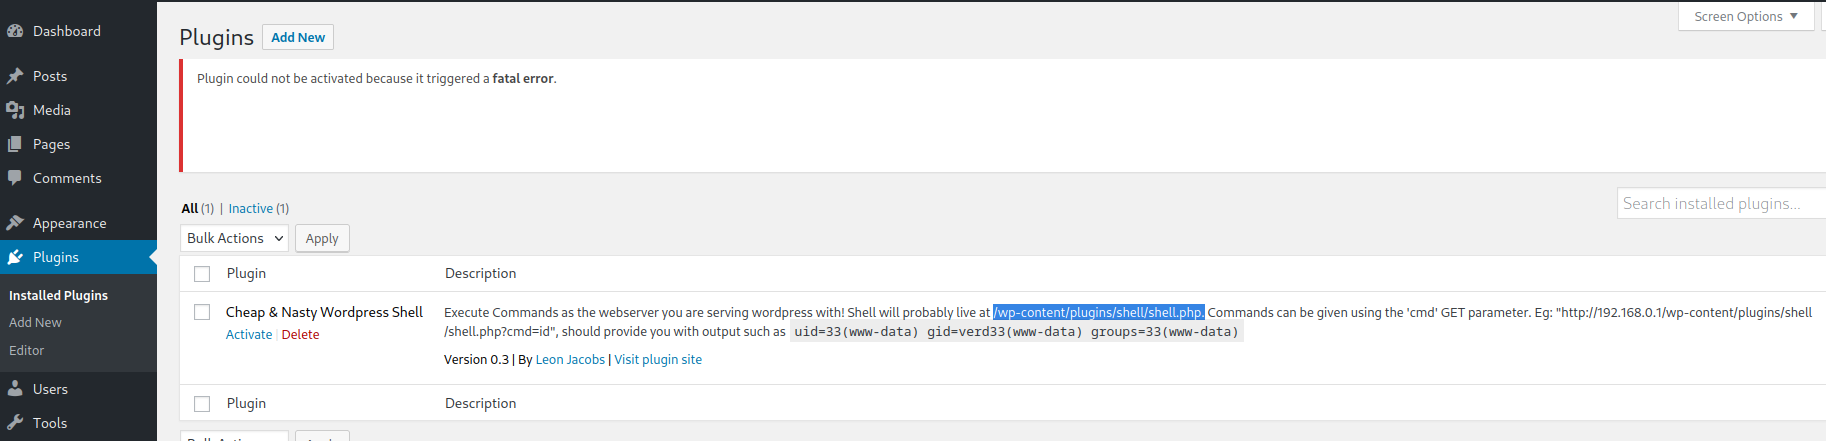 Dashboard
Posts
Media
Pages
Comments
Appearance
Plugins
Installed Plugins
Add New
Editor
Users
Tools
Screen Options
Plugins Add New
Plugin could not be activated because it triggered a fatal error.
All (1) | Inactive (1)
Search installed plugins...
Bulk Actions Apply
Plugin Description
Cheap & Nasty Wordpress Shell
Activate | Delete
Execute Commands as the webserver you are serving wordpress with! Shell will probably live at /wp-content/plugins/shell/shell.php. Commands can be given using the 'cmd' GET parameter. Eg: "http://192.168.0.1/wp-content/plugins/shell
/shell.php?cmd=id", should provide you with output such as uid=33(www-data) gid=verd33(www-data) groups=33(www-data)
Version 0.3 | By Leon Jacobs | Visit plugin site
Plugin Description